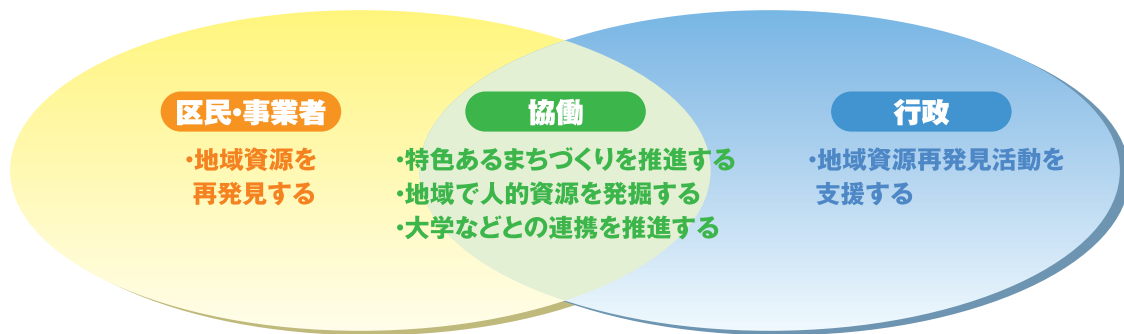 区民・事業者
・地域資源を
再発見する
協働
・特色あるまちづくりを推進する
・地域で人的資源を発掘する
・大学などとの連携を推進する
行政
・地域資源再発見活動を
支援する